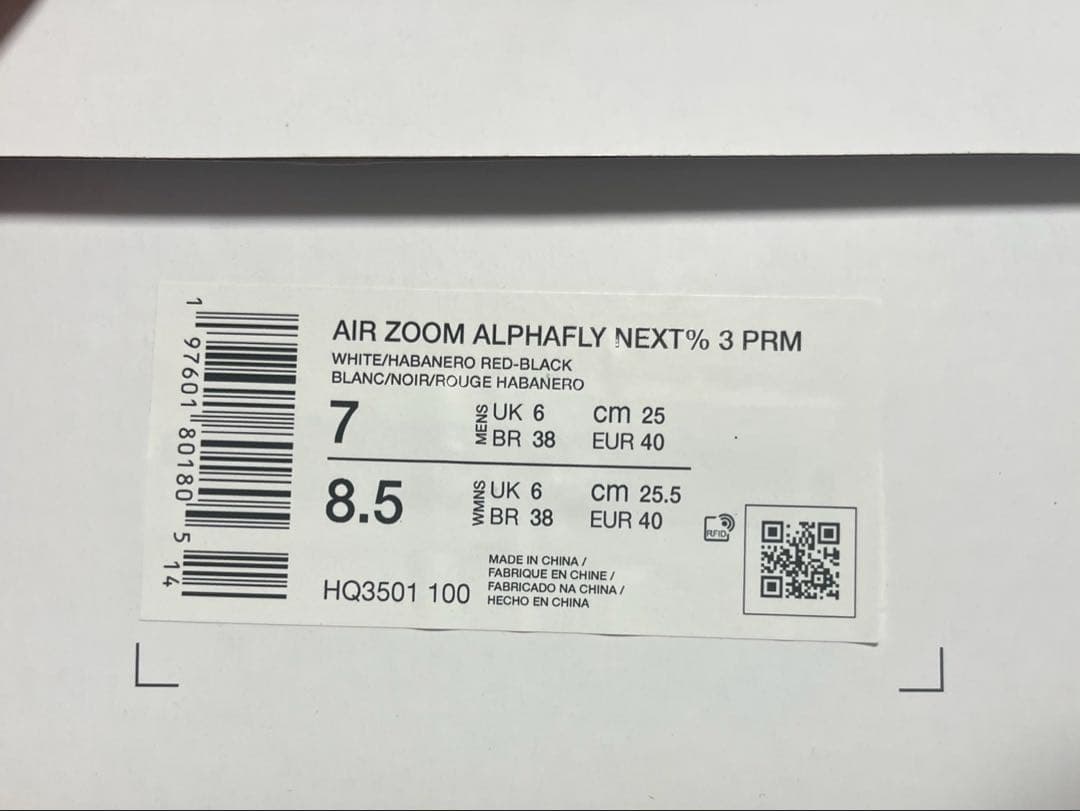 AIR ZOOM ALPHAFLY NEXT% 3 PRM
WHITE/HABANERO RED-BLACK
BLANC/NOIR/ROUGE HABANERO
7 MENS UK 6 cm 25
BR 38 EUR 40
8.5 WMNS UK 6 cm 25.5
BR 38 EUR 40
RFID
HQ3501 100
MADE IN CHINA /
FABRIQUE EN CHINE /
FABRICADO NA CHINA /
HECHO EN CHINA
1 97601 80180 5 14